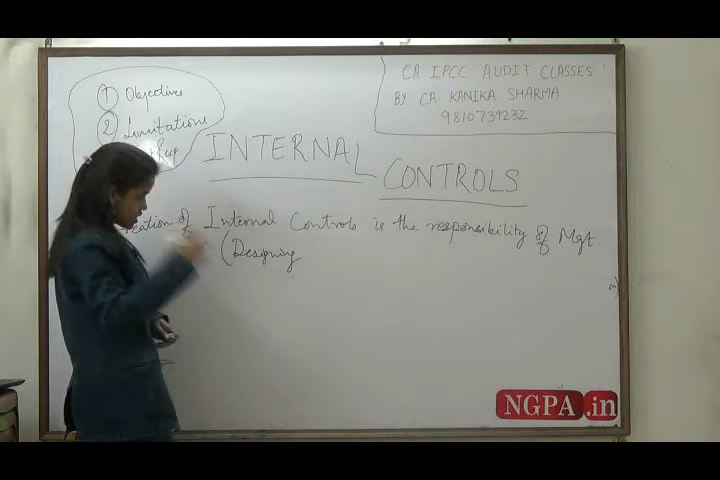 ① Objectives
② Limitations
CA IPCC AUDIT CLASSES
BY CA KANIKA SHARMA
9810739232
INTERNAL CONTROLS
eation of Internal Controls is the responsibility of Mgt
(Designing
NGPA.in